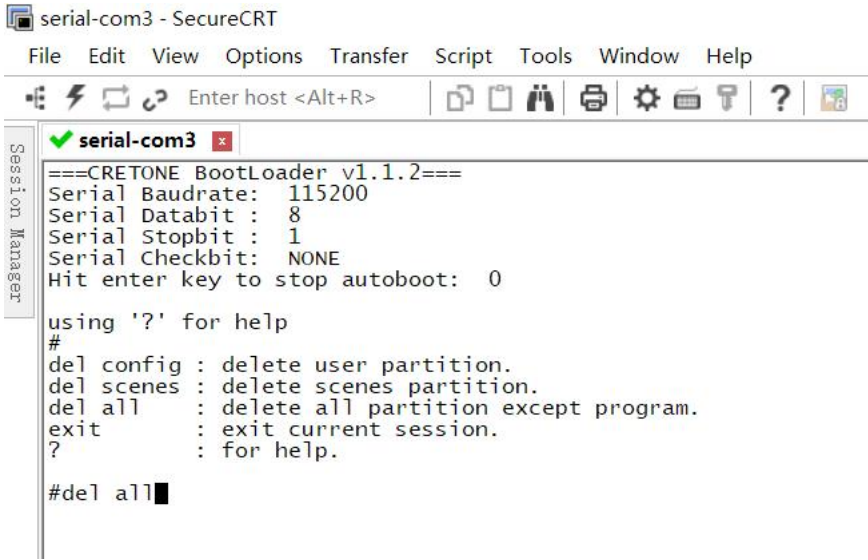 serial-com3 - SecureCRT
File Edit View Options Transfer Script Tools Window Help
Enter host <Alt+R>
serial-com3
Session Manager
===CRETONE BootLoader v1.1.2===
Serial Baudrate:  115200
Serial Databit :  8
Serial Stopbit :  1
Serial Checkbit:  NONE
Hit enter key to stop autoboot:  0
using '?' for help
#
del config : delete user partition.
del scenes : delete scenes partition.
del all    : delete all partition except program.
exit       : exit current session.
?          : for help.
#del all